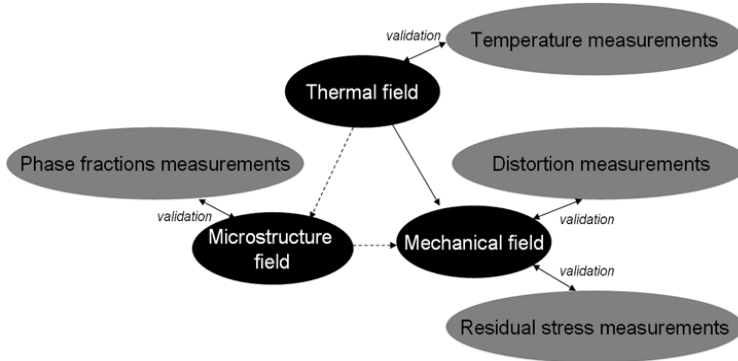 Temperature measurements
validation
Thermal field
Phase fractions measurements
Distortion measurements
validation
validation
Microstructure
field
Mechanical field
validation
Residual stress measurements